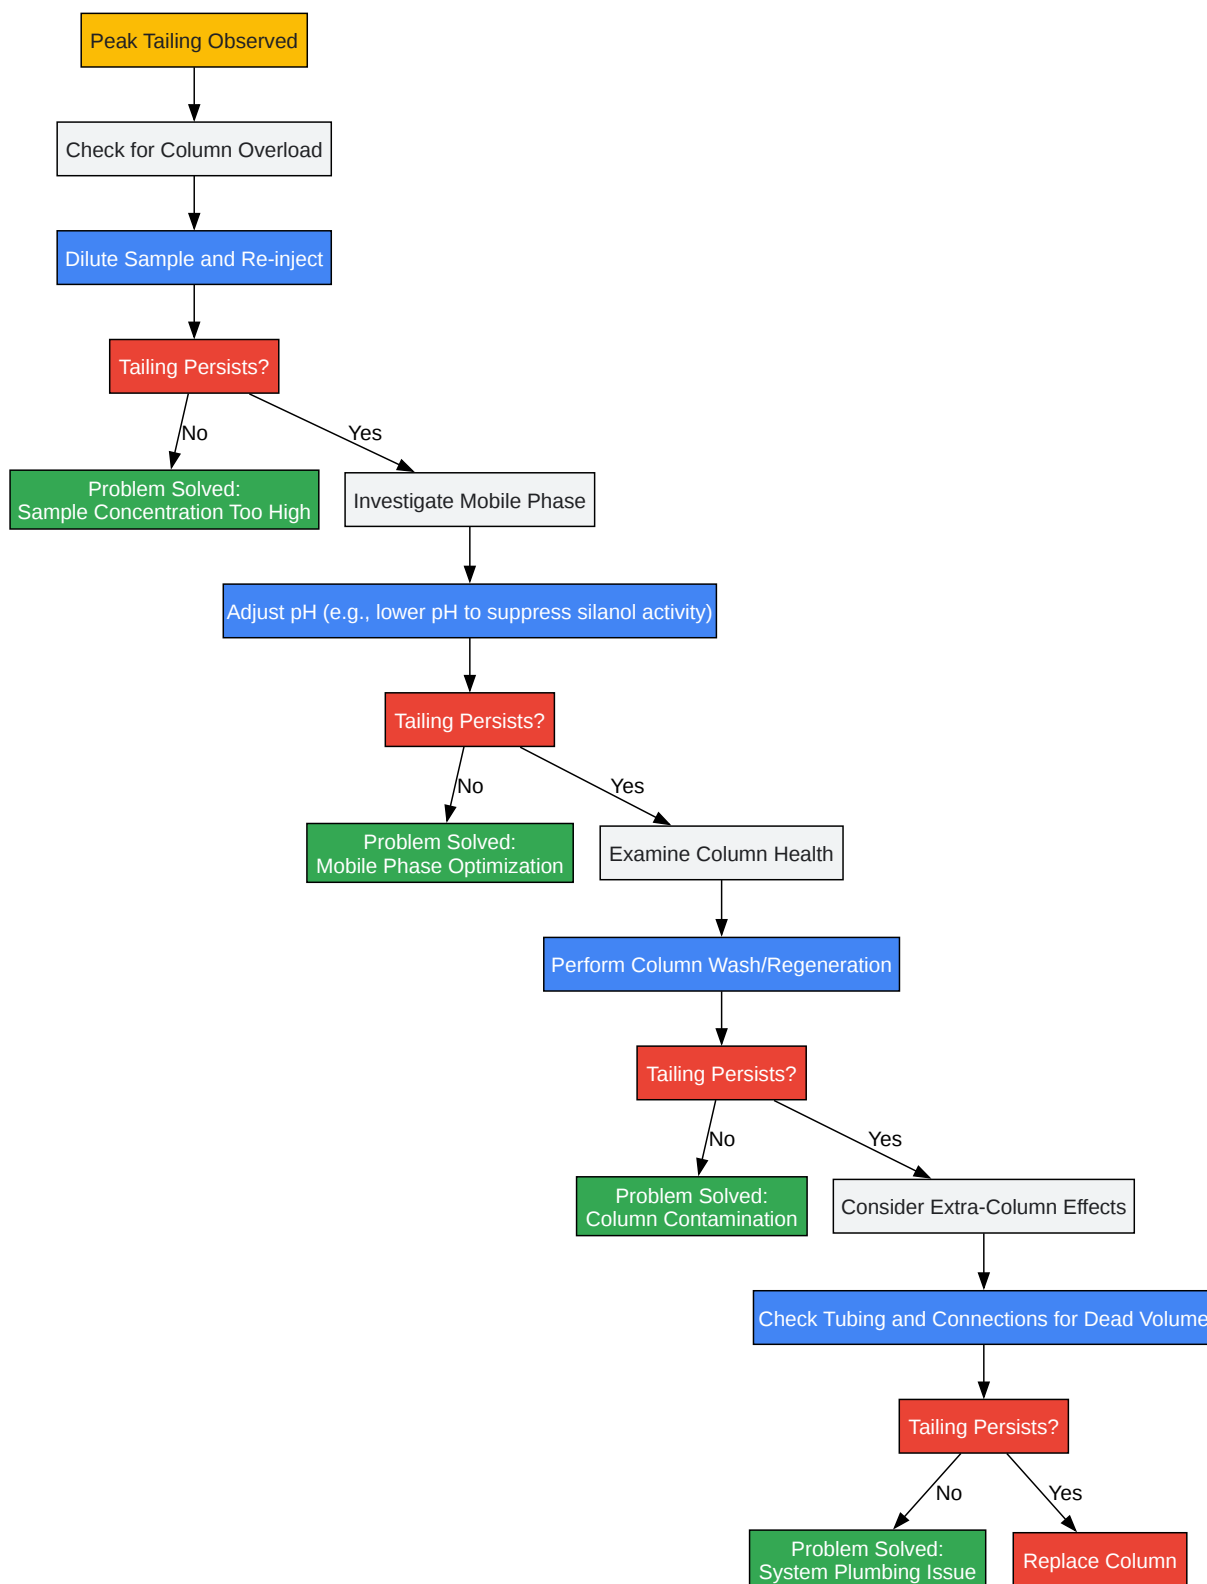 Peak Tailing Observed
Check for Column Overload
Dilute Sample and Re-inject
Tailing Persists?
No
Yes
Problem Solved:
Sample Concentration Too High
Investigate Mobile Phase
Adjust pH (e.g., lower pH to suppress silanol activity)
Tailing Persists?
No
Yes
Problem Solved:
Mobile Phase Optimization
Examine Column Health
Perform Column Wash/Regeneration
Tailing Persists?
No
Yes
Problem Solved:
Column Contamination
Consider Extra-Column Effects
Check Tubing and Connections for Dead Volume
Tailing Persists?
No
Yes
Problem Solved:
System Plumbing Issue
Replace Column